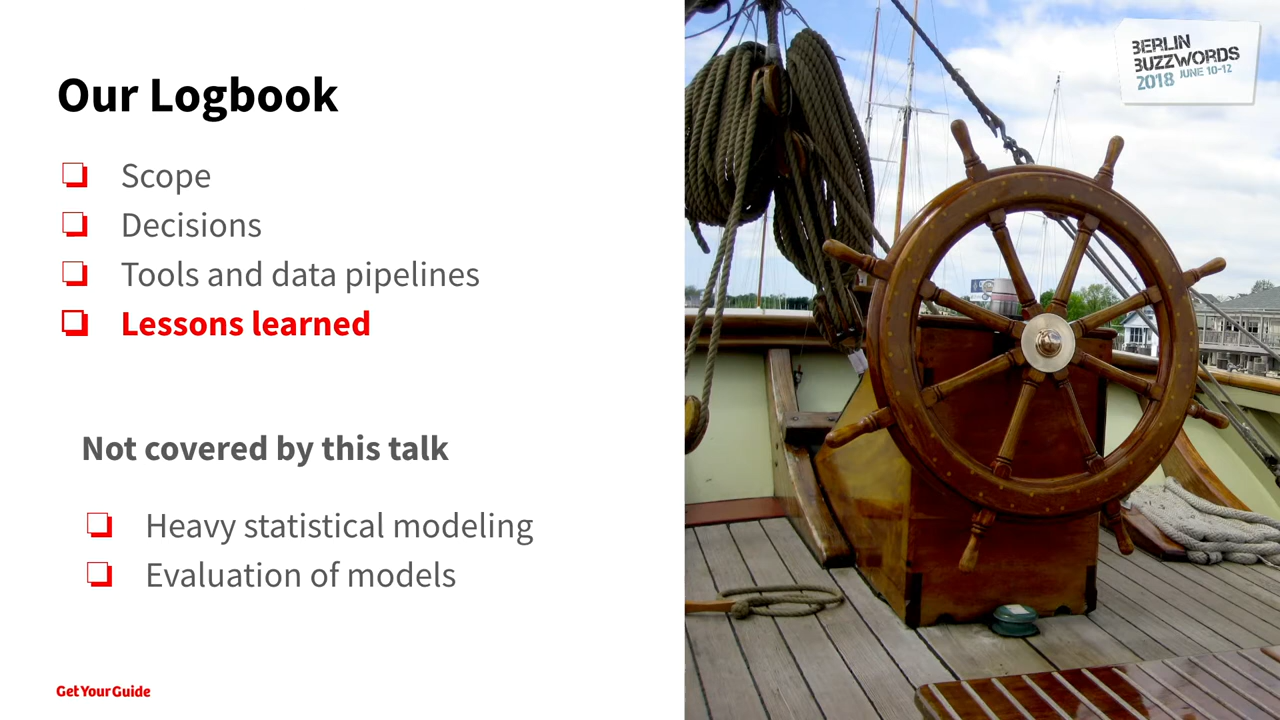 Our Logbook
Scope
Decisions
Tools and data pipelines
Lessons learned
Not covered by this talk
Heavy statistical modeling
Evaluation of models
GetYourGuide
BERLIN
BUZZWORDS
2018 JUNE 10-12